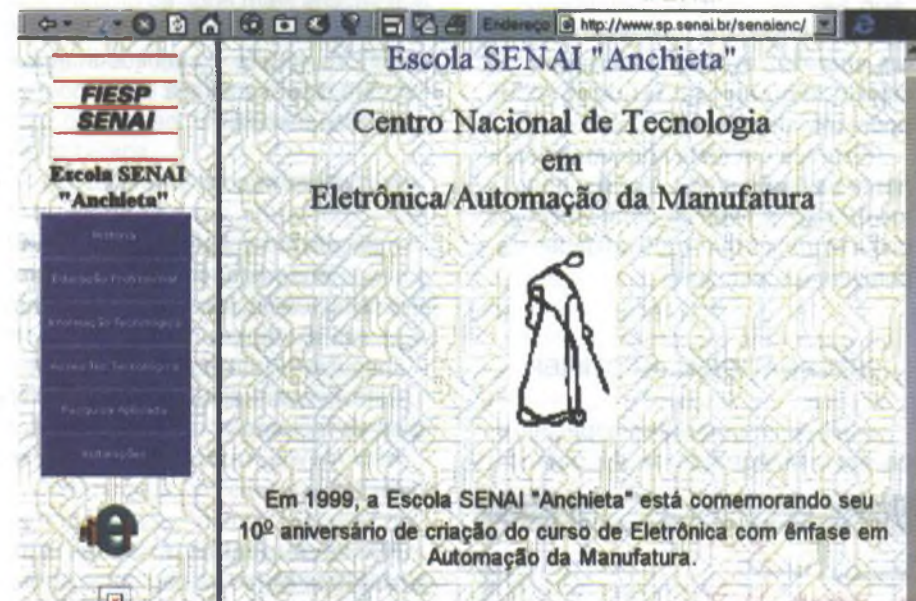 Endereço http://www.sp.senai.br/senaianc/
FIESP
SENAI
Escola SENAI
"Anchieta"
História
Educação Profissional
Informação Tecnológica
Assessoria Tecnológica
Pesquisa Aplicada
Instalações
Escola SENAI "Anchieta"
Centro Nacional de Tecnologia
em
Eletrônica/Automação da Manufatura
Em 1999, a Escola SENAI "Anchieta" está comemorando seu
10º aniversário de criação do curso de Eletrônica com ênfase em
Automação da Manufatura.